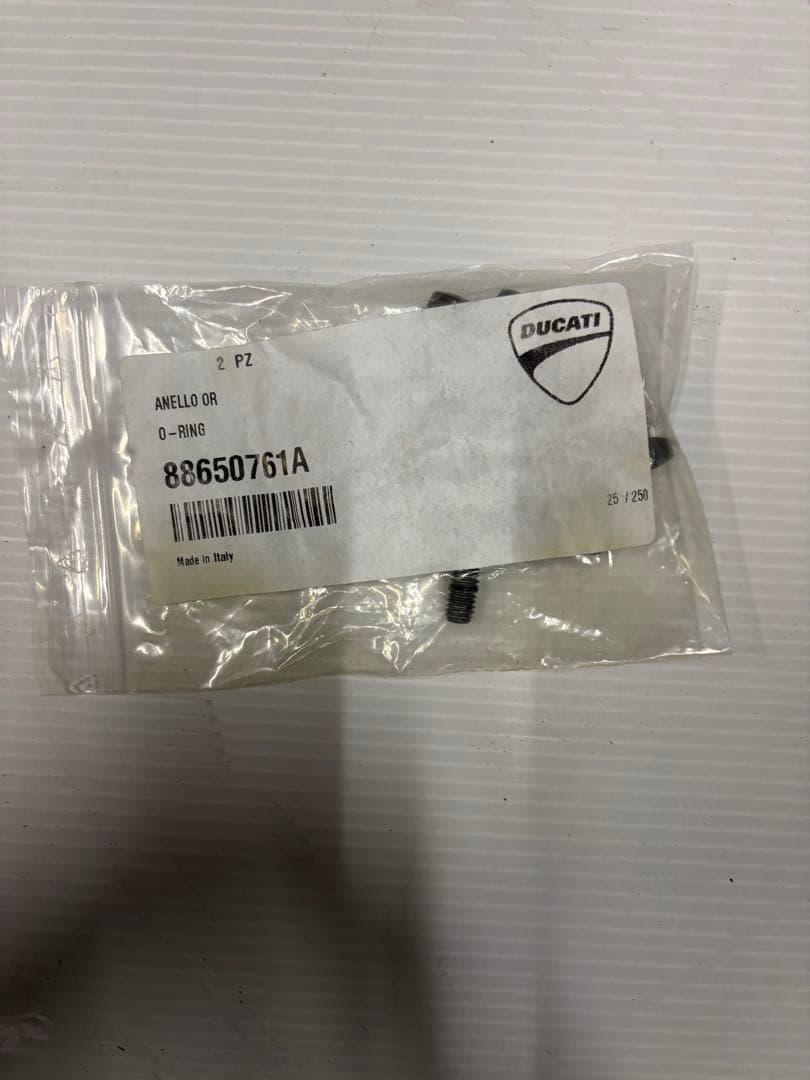 2 PZ
DUCATI
ANELLO OR
O-RING
88650761A
25 / 250
Made in Italy